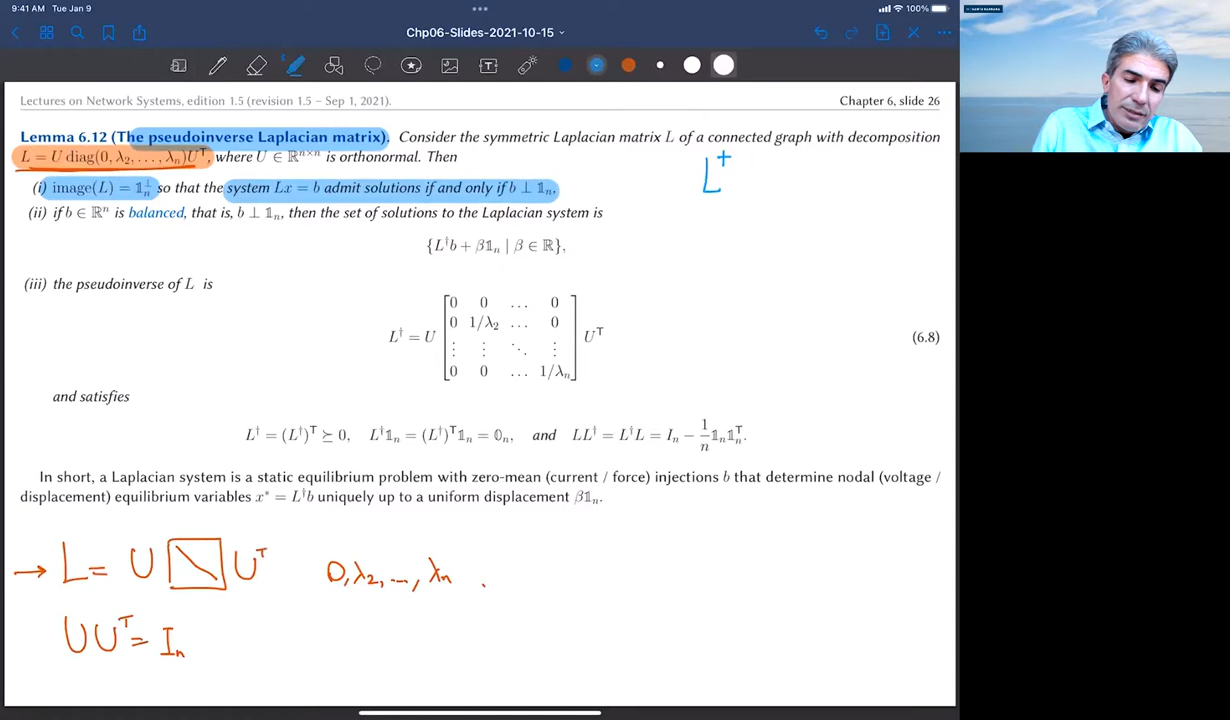 9:41 AM Tue Jan 9
100%
Chp06-Slides-2021-10-15
Lectures on Network Systems, edition 1.5 (revision 1.5 – Sep 1, 2021).
Chapter 6, slide 26
Lemma 6.12 (The pseudoinverse Laplacian matrix). Consider the symmetric Laplacian matrix L of a connected graph with decomposition
L = U diag(0, λ₂, …, λₙ)Uᵀ, where U ∈ ℝⁿˣⁿ is orthonormal. Then
L⁺
(i) image(L) = 𝟙ₙ^⊥ so that the system Lx = b admit solutions if and only if b ⊥ 𝟙ₙ,
(ii) if b ∈ ℝⁿ is balanced, that is, b ⊥ 𝟙ₙ, then the set of solutions to the Laplacian system is
{L†b + β𝟙ₙ | β ∈ ℝ},
(iii) the pseudoinverse of L is
0 0 … 0
0 1/λ₂ … 0
L† = U ⋮ ⋮ ⋱ ⋮ Uᵀ (6.8)
0 0 … 1/λₙ
and satisfies
L† = (L†)ᵀ ⪰ 0, L†𝟙ₙ = (L†)ᵀ𝟙ₙ = 𝟘ₙ, and LL† = L†L = Iₙ − 1/n 𝟙ₙ𝟙ₙᵀ.
In short, a Laplacian system is a static equilibrium problem with zero-mean (current / force) injections b that determine nodal (voltage /
displacement) equilibrium variables x* = L†b uniquely up to a uniform displacement β𝟙ₙ.
→ L = U Uᵀ 0, λ₂, …, λₙ .
UUᵀ = Iₙ